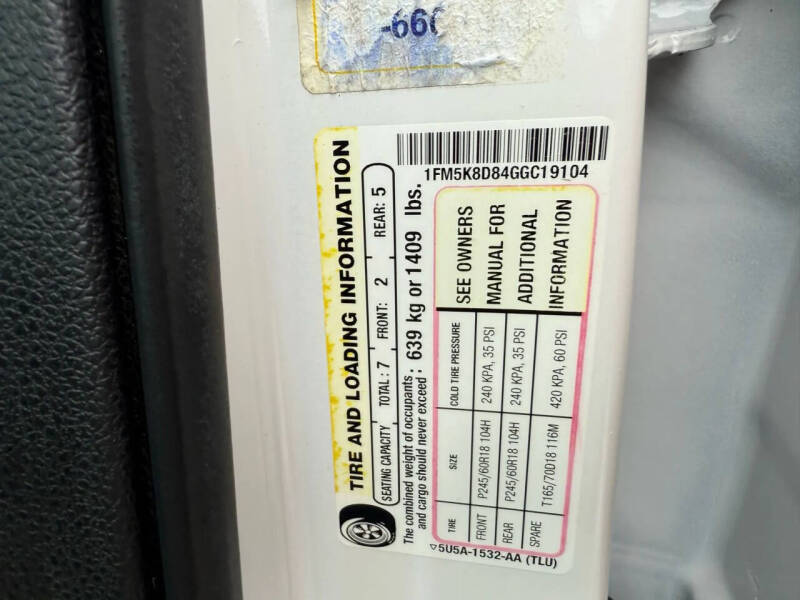 -66
1FM5K8D84GGC19104
TIRE AND LOADING INFORMATION
SEATING CAPACITY TOTAL: 7 FRONT: 2 REAR: 5
The combined weight of occupants
and cargo should never exceed: 639 kg or 1409 lbs.
TIRE SIZE COLD TIRE PRESSURE
FRONT P245/60R18 104H 240 KPA, 35 PSI
REAR P245/60R18 104H 240 KPA, 35 PSI
SPARE T165/70D18 116M 420 KPA, 60 PSI
SEE OWNERS
MANUAL FOR
ADDITIONAL
INFORMATION
5U5A-1532-AA (TLU)